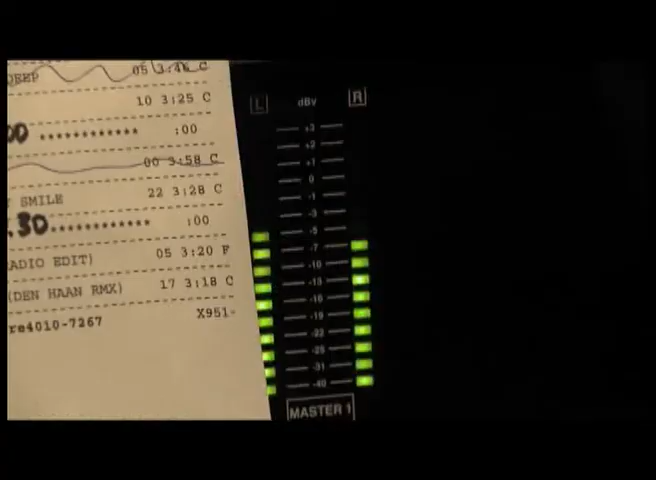 DEEP) 05 3:46 C
10 3:25 C
00 ************ :00
00 3:58 C
SMILE 22 3:28 C
.30 ************ :00
ADIO EDIT) 05 3:20 F
(DEN HAAN RMX) 17 3:18 C
re4010-7267 X951-
L dBv R
+3
+2
+1
0
-1
-3
-5
-7
-10
-13
-16
-19
-22
-25
-31
-40
MASTER 1